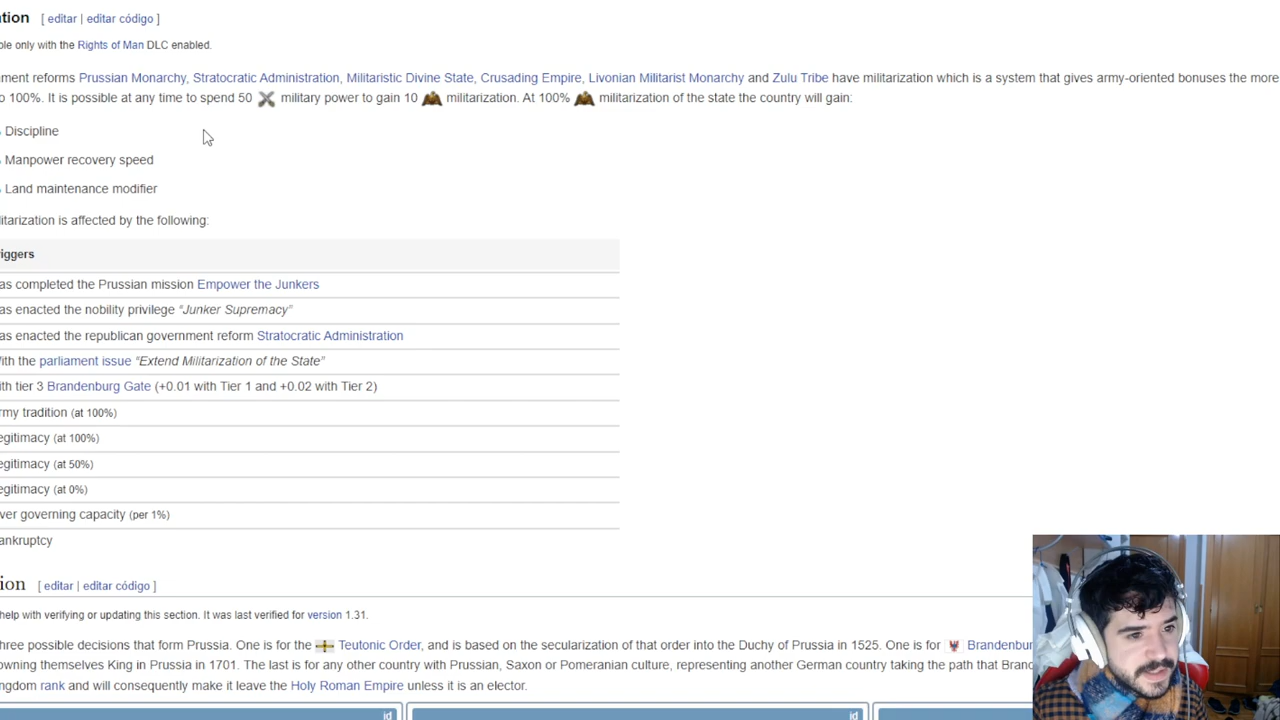 tion [ editar | editar código ]
ble only with the Rights of Man DLC enabled.
ment reforms Prussian Monarchy, Stratocratic Administration, Militaristic Divine State, Crusading Empire, Livonian Militarist Monarchy and Zulu Tribe have militarization which is a system that gives army-oriented bonuses the more
o 100%. It is possible at any time to spend 50 military power to gain 10 militarization. At 100% militarization of the state the country will gain:
Discipline
Manpower recovery speed
Land maintenance modifier
litarization is affected by the following:
iggers
as completed the Prussian mission Empower the Junkers
as enacted the nobility privilege “Junker Supremacy”
as enacted the republican government reform Stratocratic Administration
ith the parliament issue “Extend Militarization of the State”
ith tier 3 Brandenburg Gate (+0.01 with Tier 1 and +0.02 with Tier 2)
rmy tradition (at 100%)
egitimacy (at 100%)
egitimacy (at 50%)
egitimacy (at 0%)
ver governing capacity (per 1%)
ankruptcy
ion [ editar | editar código ]
help with verifying or updating this section. It was last verified for version 1.31.
hree possible decisions that form Prussia. One is for the Teutonic Order, and is based on the secularization of that order into the Duchy of Prussia in 1525. One is for Brandenbur
owning themselves King in Prussia in 1701. The last is for any other country with Prussian, Saxon or Pomeranian culture, representing another German country taking the path that Bran
ngdom rank and will consequently make it leave the Holy Roman Empire unless it is an elector.
id id